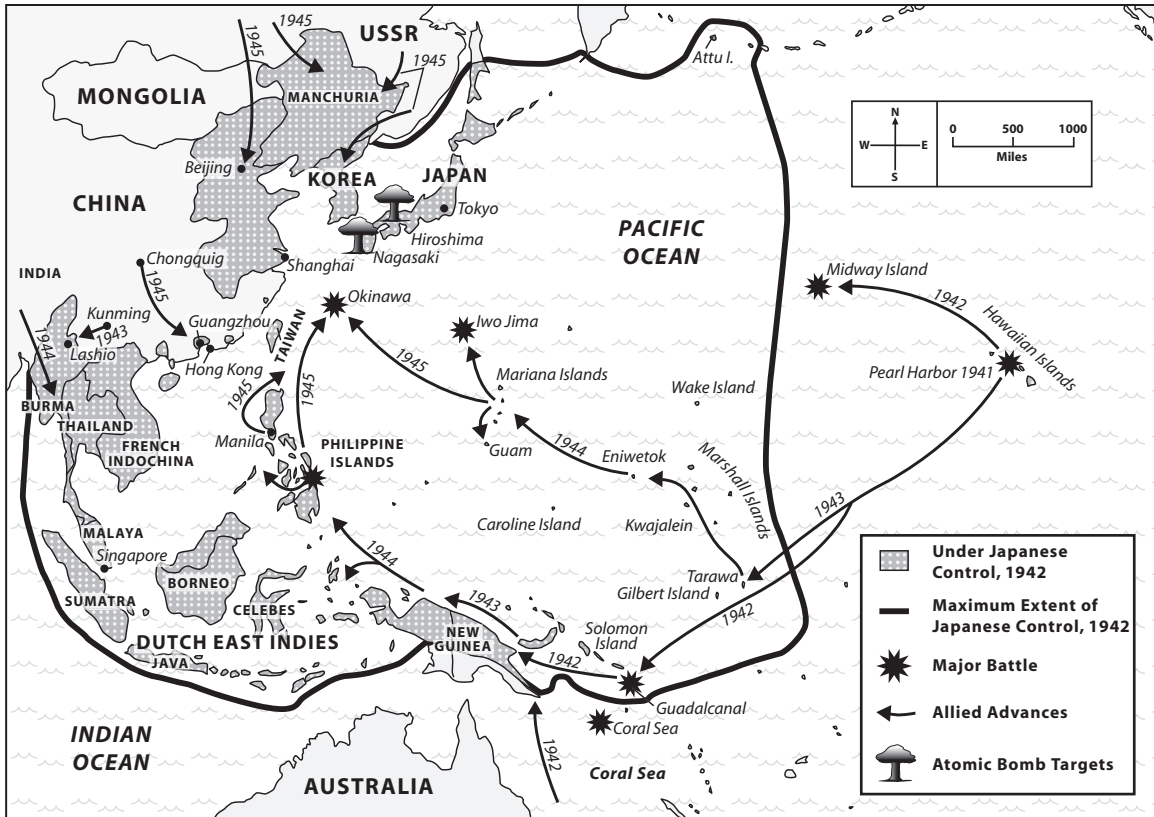 1945
1945
USSR
1945
Attu I.
MONGOLIA
MANCHURIA
N
W
E
S
0
500
1000
Miles
Beijing
KOREA
JAPAN
CHINA
Tokyo
PACIFIC
OCEAN
Hiroshima
Nagasaki
Chongquig
Shanghai
INDIA
1945
Midway Island
Okinawa
1942
Hawaiian Islands
Kunming
1943
Guangzhou
TAIWAN
Iwo Jima
1944
Lashio
Hong Kong
1945
Mariana Islands
Pearl Harbor 1941
Wake Island
BURMA
THAILAND
1945
1945
FRENCH
INDOCHINA
Manila
PHILIPPINE
ISLANDS
Guam
1944
Eniwetok
Marshall Islands
1943
Caroline Island
Kwajalein
MALAYA
Singapore
1944
Tarawa
Gilbert Island
BORNEO
SUMATRA
CELEBES
1943
1942
DUTCH EAST INDIES
NEW
GUINEA
Solomon
Island
JAVA
1942
Guadalcanal
Coral Sea
INDIAN
OCEAN
1942
Coral Sea
AUSTRALIA
Under Japanese
Control, 1942
Maximum Extent of
Japanese Control, 1942
Major Battle
Allied Advances
Atomic Bomb Targets